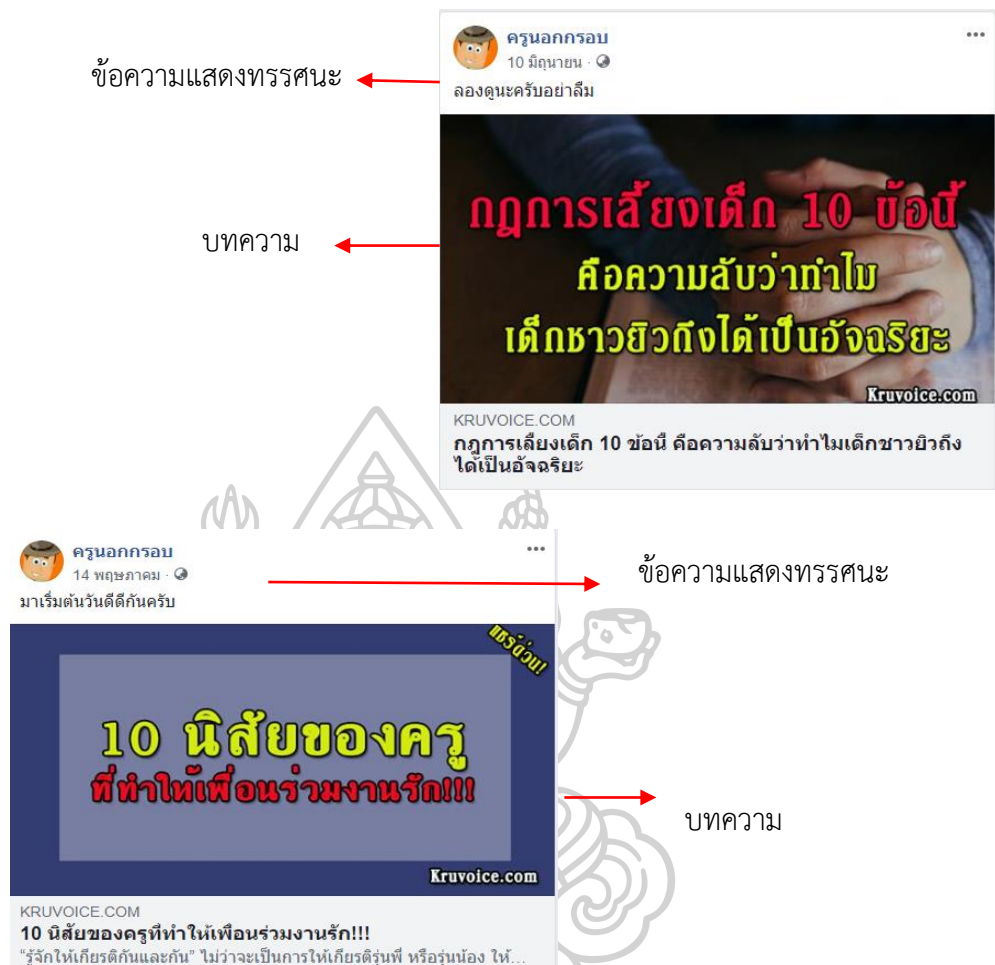 ครูนอกกรอบ
10 มิถุนายน ·
ข้อความแสดงทรรศนะ
ลองดูนะครับอย่าลืม
กฎการเลี้ยงเด็ก 10 ข้อนี้
บทความ
คือความลับว่าทำไม
เด็กชาวยิวถึงได้เป็นอัจฉริยะ
Kruvoice.com
KRUVOICE.COM
กฎการเลี้ยงเด็ก 10 ข้อนี้ คือความลับว่าทำไมเด็กชาวยิวถึง
ได้เป็นอัจฉริยะ
ครูนอกกรอบ
14 พฤษภาคม ·
ข้อความแสดงทรรศนะ
มาเริ่มต้นวันดีดีกันครับ
แชร์ด่วน!
10 นิสัยของครู
ที่ทำให้เพื่อนร่วมงานรัก!!!
บทความ
Kruvoice.com
KRUVOICE.COM
10 นิสัยของครูที่ทำให้เพื่อนร่วมงานรัก!!!
"รู้จักให้เกียรติกันและกัน" ไม่ว่าจะเป็นการให้เกียรติรุ่นพี่ หรือรุ่นน้อง ให้...